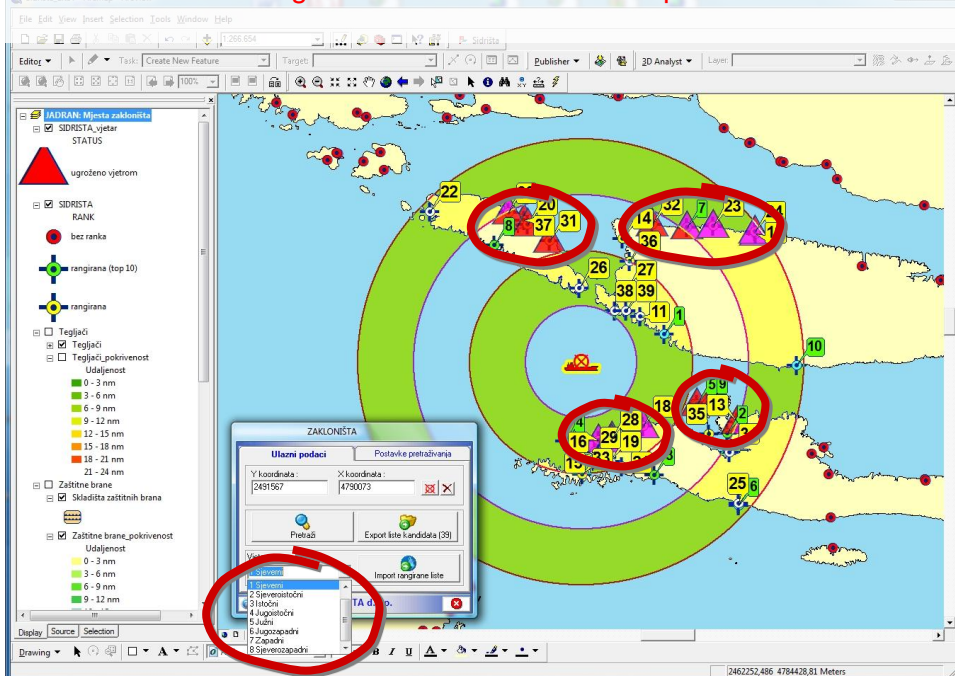 File Edit View Insert Selection Tools Window Help
1:266.654
Sidrišta
Editor Task: Create New Feature Target: Publisher 3D Analyst Layer:
100%
JADRAN: Mjesta zakloništa
SIDRISTA_vjetar
STATUS
ugroženo vjetrom
SIDRISTA
RANK
bez ranka
rangirana (top 10)
rangirana
Tegljači
Tegljači
Tegljači_pokrivenost
Udaljenost
0 - 3 nm
3 - 6 nm
6 - 9 nm
9 - 12 nm
12 - 15 nm
15 - 18 nm
18 - 21 nm
21 - 24 nm
Zaštitne brane
Skladišta zaštitnih brana
Zaštitne brane_pokrivenost
Udaljenost
0 - 3 nm
3 - 6 nm
6 - 9 nm
9 - 12 nm
Display Source Selection
22
20
37
31
8
14
32
7
23
36
26
27
38
39
11
1
10
5
9
35
13
2
18
4
28
16
29
19
25
6
ZAKLONIŠTA
Ulazni podaci
Postavke pretraživanja
Y koordinata :
X koordinata :
2491567
4790073
Pretraži
Export liste kandidata (39)
Import rangirane liste
1 Sjeverni
2 Sjeveroistočni
3 Istočni
4 Jugoistočni
5 Južni
6 Jugozapadni
7 Zapadni
8 Sjeverozapadni
Drawing A B I U A
2462252,486 4784428,81 Meters